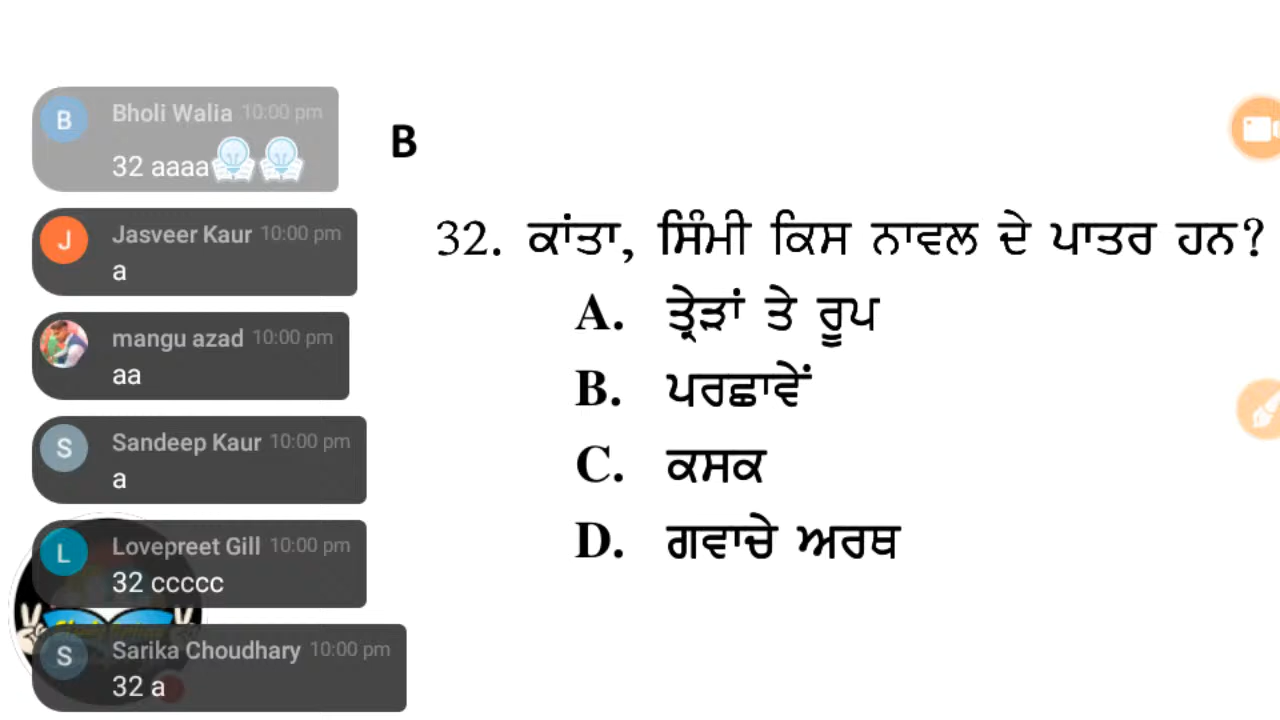 Bholi Walia 10:00 pm
32 aaaa
Jasveer Kaur 10:00 pm
a
mangu azad 10:00 pm
aa
Sandeep Kaur 10:00 pm
a
Lovepreet Gill 10:00 pm
32 ccccc
Sarika Choudhary 10:00 pm
32 a
B
32. ਕਾਂਤਾ, ਸਿੰਮੀ ਕਿਸ ਨਾਵਲ ਦੇ ਪਾਤਰ ਹਨ?
A. ਤ੍ਰੇੜਾਂ ਤੇ ਰੂਪ
B. ਪਰਛਾਵੇਂ
C. ਕਸਕ
D. ਗਵਾਚੇ ਅਰਥ